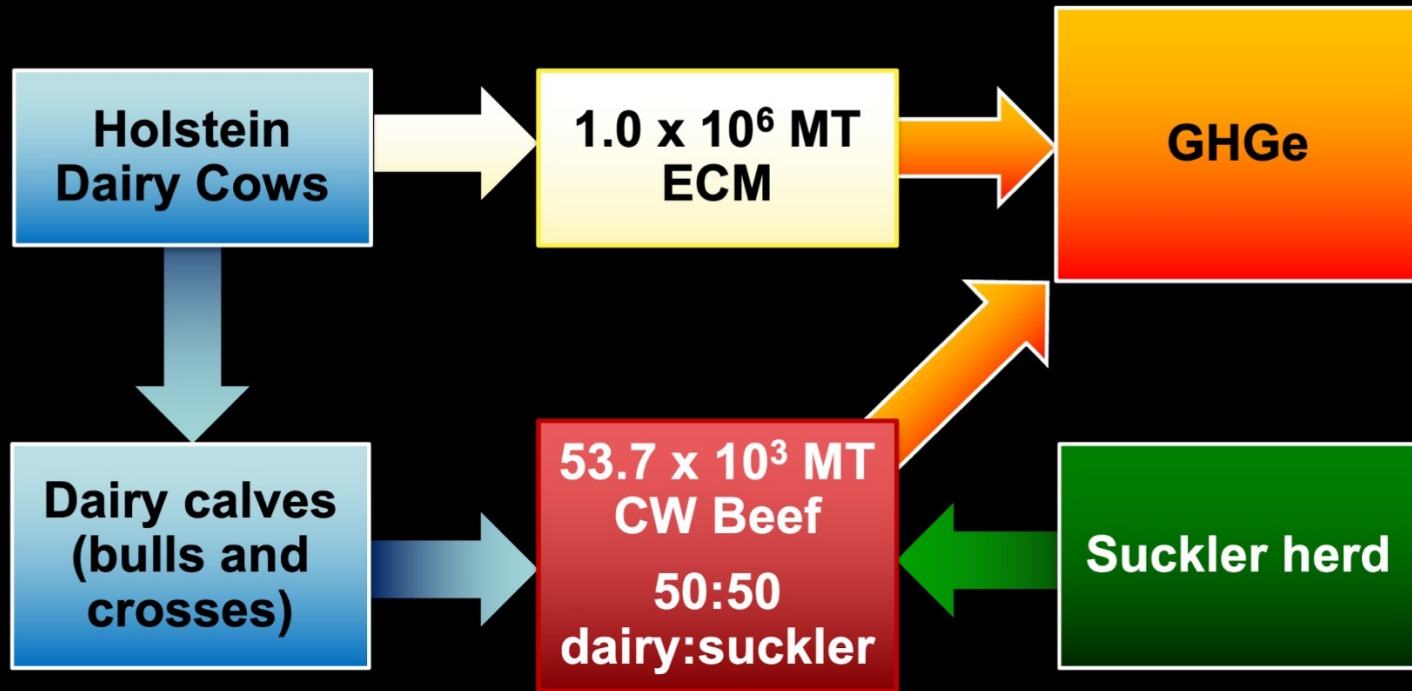 Holstein
Dairy Cows
1.0 x 10⁶ MT
ECM
GHGe
Dairy calves
(bulls and
crosses)
53.7 x 10³ MT
CW Beef
50:50
dairy:suckler
Suckler herd